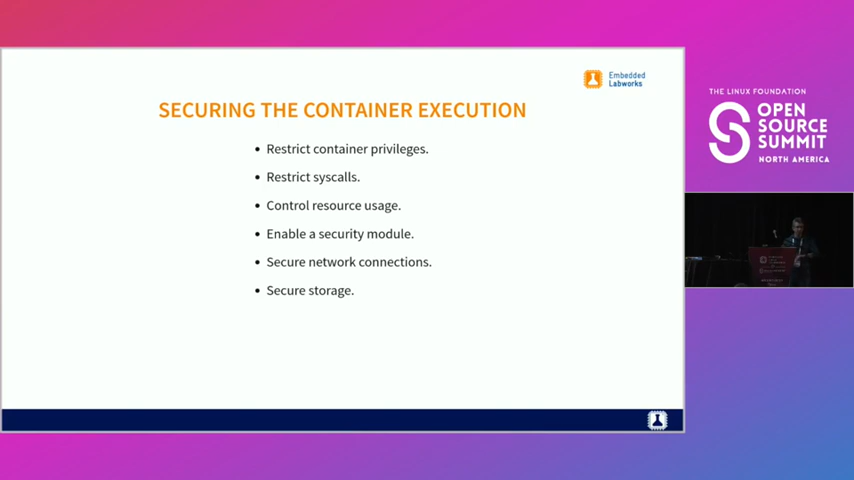 Embedded
Labworks
SECURING THE CONTAINER EXECUTION
• Restrict container privileges.
• Restrict syscalls.
• Control resource usage.
• Enable a security module.
• Secure network connections.
• Secure storage.
THE LINUX FOUNDATION
OPEN
SOURCE
SUMMIT
NORTH AMERICA